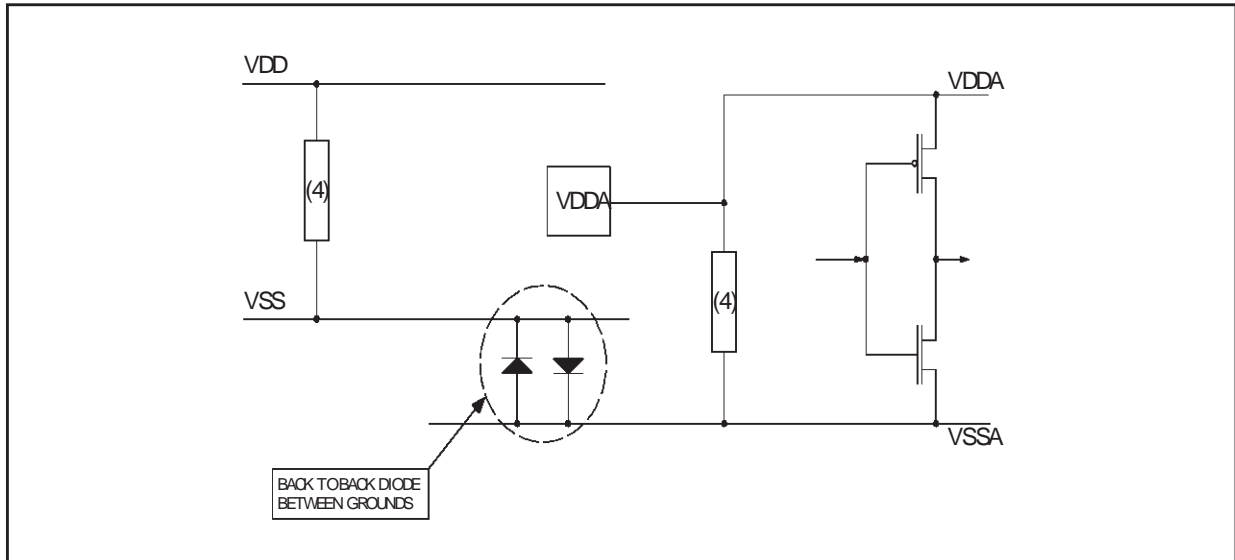 VDD
VDDA
(4)
VDDA
VSS
(4)
VSSA
BACK TO BACK DIODE
BETWEEN GROUNDS